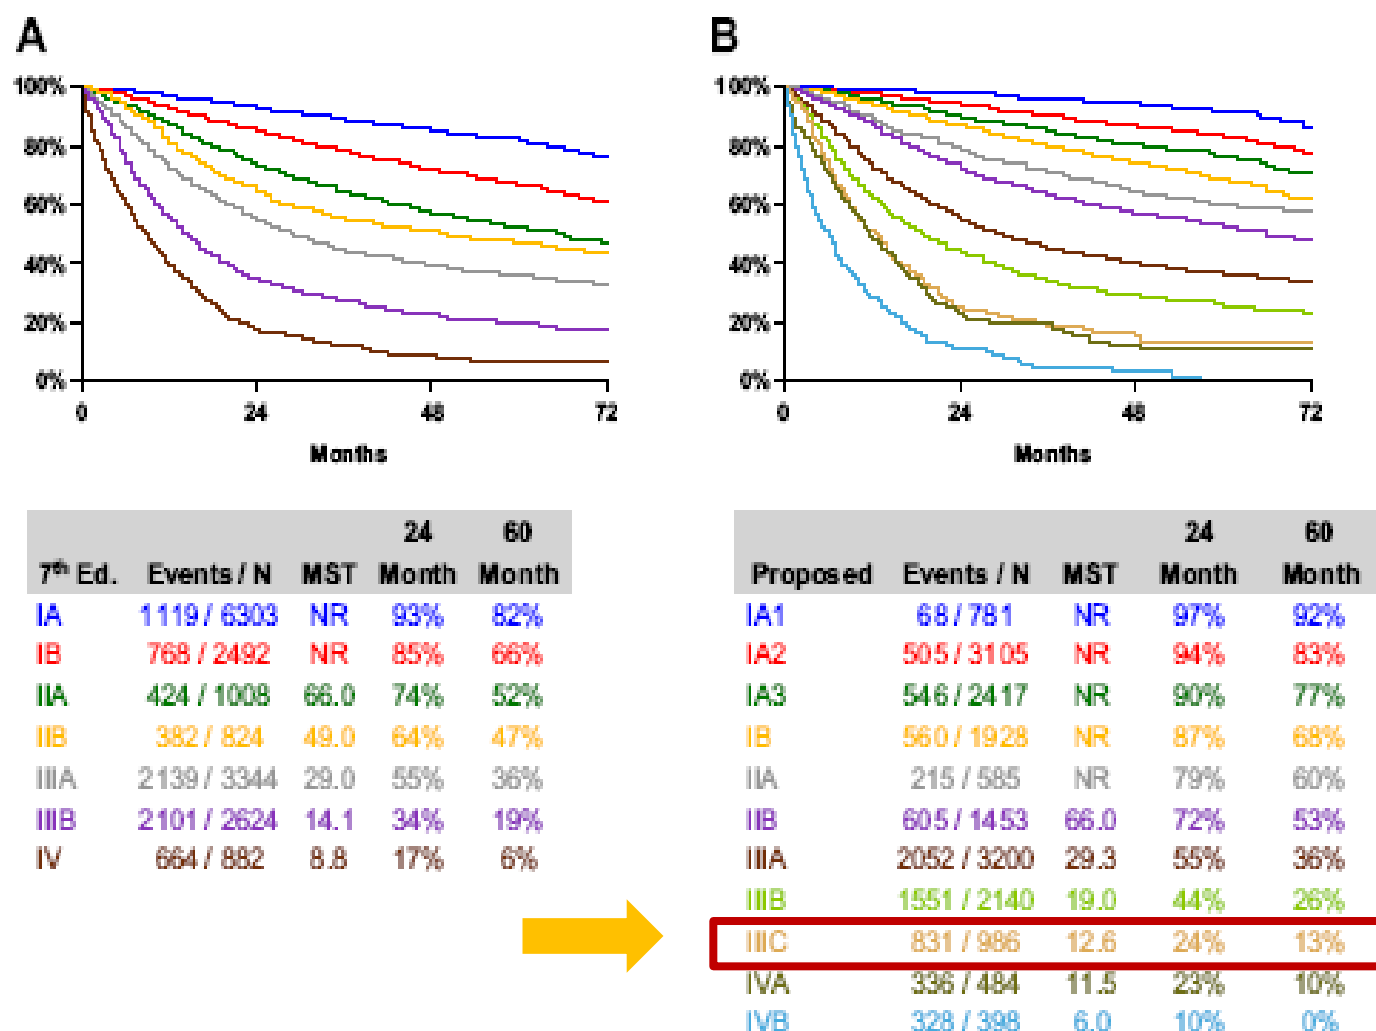 A
100%
80%
60%
40%
20%
0%
0 24 48 72
Months
7th Ed. Events / N MST 24 Month 60 Month
IA 1119 / 6303 NR 93% 82%
IB 768 / 2492 NR 85% 66%
IIA 424 / 1008 66.0 74% 52%
IIB 382 / 824 49.0 64% 47%
IIIA 2139 / 3344 29.0 55% 36%
IIIB 2101 / 2624 14.1 34% 19%
IV 664 / 882 8.8 17% 6%
B
100%
80%
60%
40%
20%
0%
0 24 48 72
Months
Proposed Events / N MST 24 Month 60 Month
IA1 68 / 781 NR 97% 92%
IA2 505 / 3105 NR 94% 83%
IA3 546 / 2417 NR 90% 77%
IB 560 / 1928 NR 87% 68%
IIA 215 / 585 NR 79% 60%
IIB 605 / 1453 66.0 72% 53%
IIIA 2052 / 3200 29.3 55% 36%
IIIB 1551 / 2140 19.0 44% 26%
IIIC 831 / 986 12.6 24% 13%
IVA 336 / 484 11.5 23% 10%
IVB 328 / 398 6.0 10% 0%